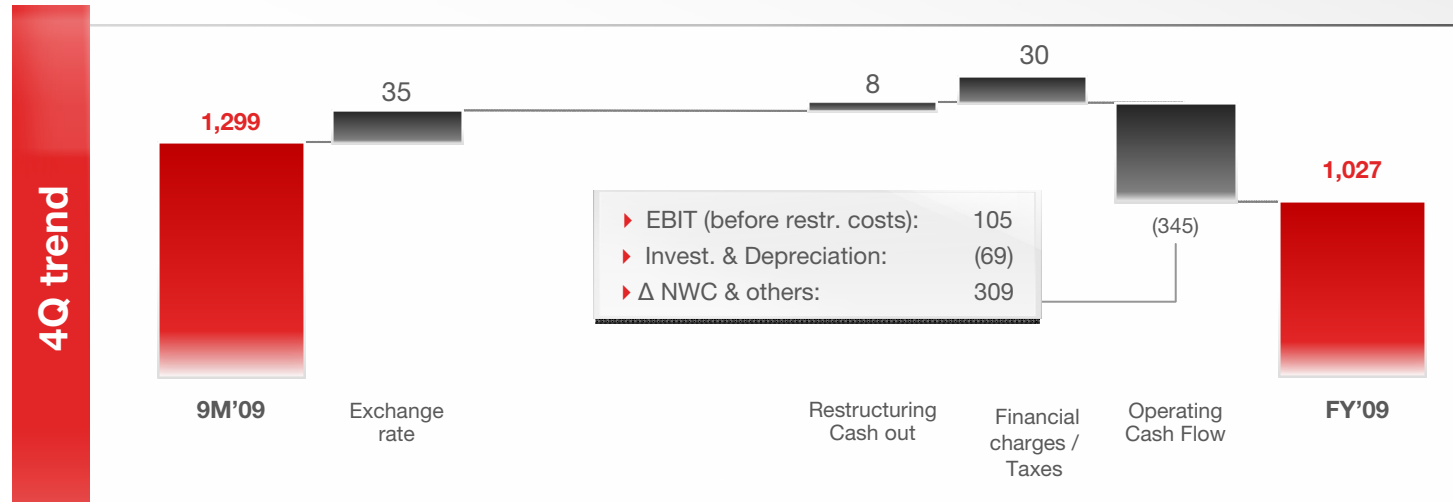 4Q trend
1,299
35
8
30
(345)
1,027
EBIT (before restr. costs): 105
Invest. & Depreciation: (69)
Δ NWC & others: 309
9M’09
Exchange
rate
Restructuring
Cash out
Financial
charges /
Taxes
Operating
Cash Flow
FY’09